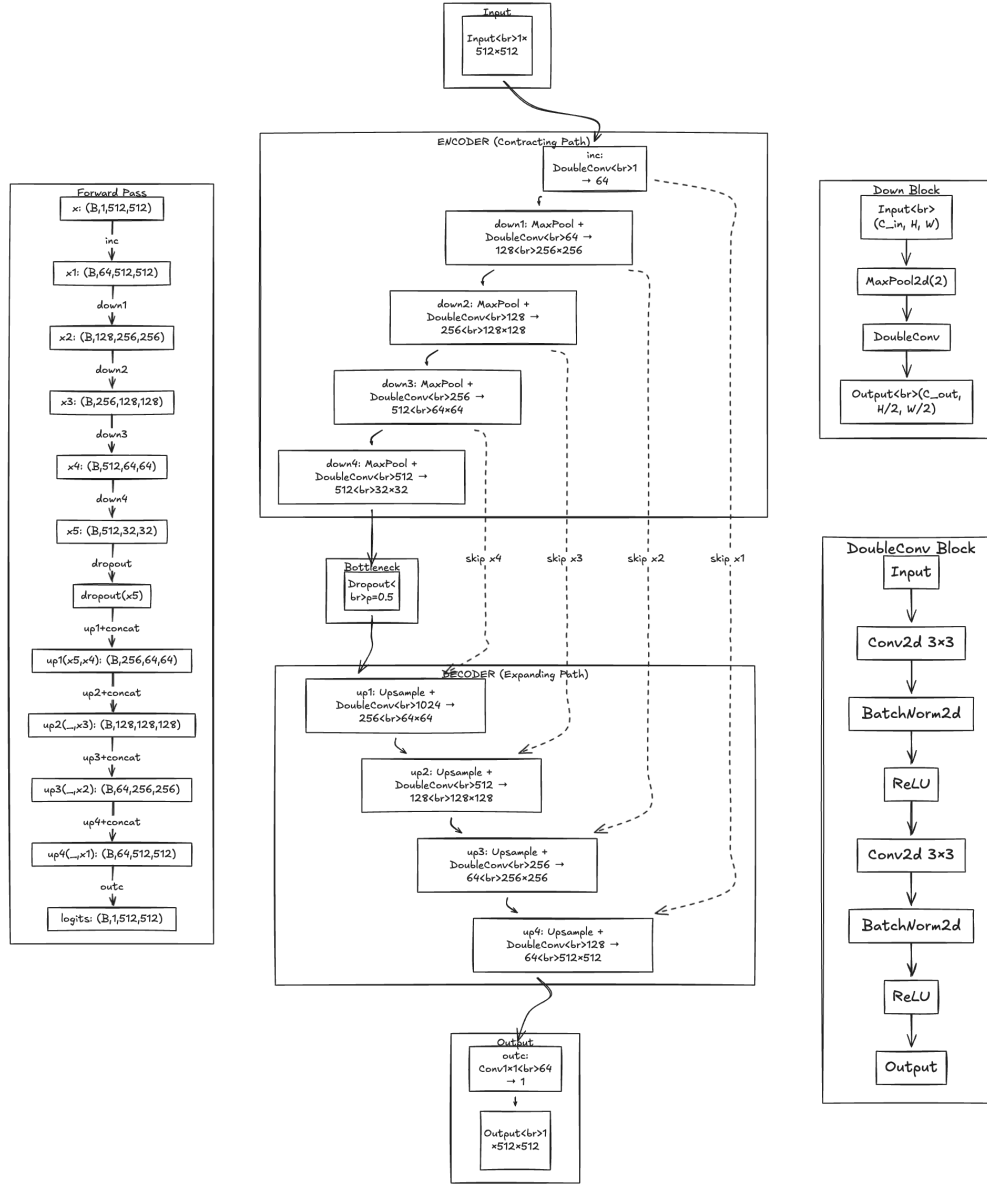 Input
Input<br>1×
512×512
ENCODER (Contracting Path)
inc:
DoubleConv<br>1
→ 64
down1: MaxPool +
DoubleConv<br>64 →
128<br>256×256
down2: MaxPool +
DoubleConv<br>128 →
256<br>128×128
down3: MaxPool +
DoubleConv<br>256 →
512<br>64×64
down4: MaxPool +
DoubleConv<br>512 →
512<br>32×32
skip x4
skip x3
skip x2
skip x1
Bottleneck
Dropout<
br>p=0.5
DECODER (Expanding Path)
up1: Upsample +
DoubleConv<br>1024 →
256<br>64×64
up2: Upsample +
DoubleConv<br>512 →
128<br>128×128
up3: Upsample +
DoubleConv<br>256 →
64<br>256×256
up4: Upsample +
DoubleConv<br>128 →
64<br>512×512
Output
outc:
Conv1×1<br>64
→ 1
Output<br>1
×512×512
Forward Pass
x: (B,1,512,512)
inc
x1: (B,64,512,512)
down1
x2: (B,128,256,256)
down2
x3: (B,256,128,128)
down3
x4: (B,512,64,64)
down4
x5: (B,512,32,32)
dropout
dropout(x5)
up1+concat
up1(x5,x4): (B,256,64,64)
up2+concat
up2(_,x3): (B,128,128,128)
up3+concat
up3(_,x2): (B,64,256,256)
up4+concat
up4(_,x1): (B,64,512,512)
outc
logits: (B,1,512,512)
Down Block
Input<br>
(C_in, H, W)
MaxPool2d(2)
DoubleConv
Output<br>(C_out,
H/2, W/2)
DoubleConv Block
Input
Conv2d 3×3
BatchNorm2d
ReLU
Conv2d 3×3
BatchNorm2d
ReLU
Output